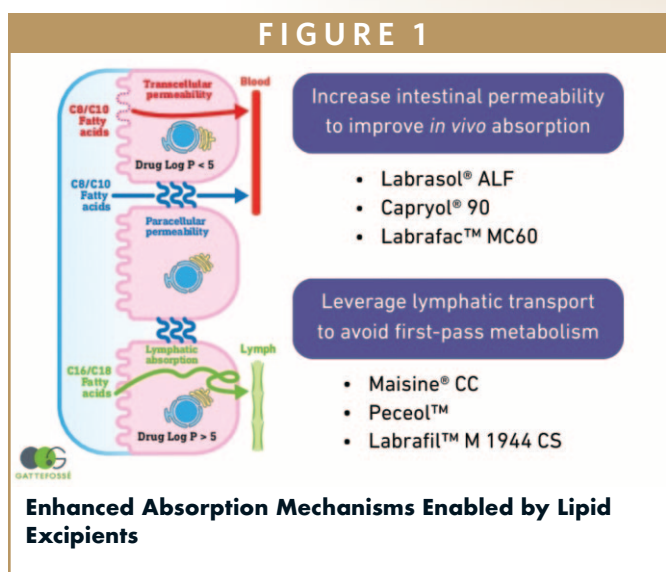 FIGURE 1
Transcellular
permeability
Blood
C8/C10
Fatty
acids
Drug Log P < 5
C8/C10
Fatty
acids
Paracellular
permeability
Lymphatic
absorption
Lymph
C16/C18
Fatty
acids
Drug Log P > 5
GATTEFOSSÉ
Increase intestinal permeability
to improve in vivo absorption
• Labrasol® ALF
• Capryol® 90
• Labrafac™ MC60
Leverage lymphatic transport
to avoid first-pass metabolism
• Maisine® CC
• Peceol™
• Labrafil™ M 1944 CS
Enhanced Absorption Mechanisms Enabled by Lipid
Excipients